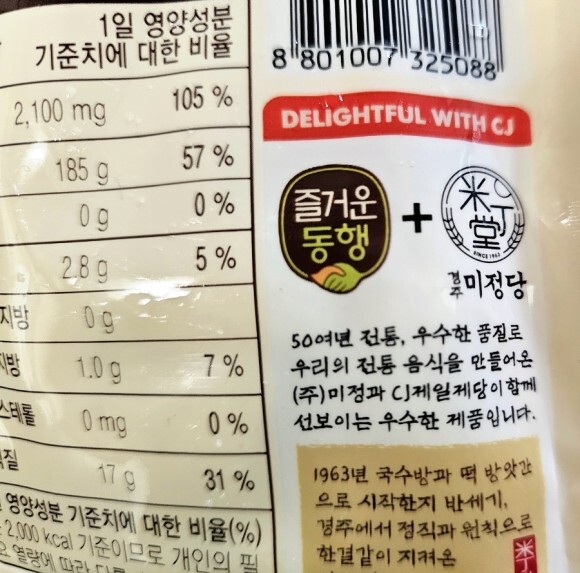 1일 영양성분
기준치에 대한 비율
2,100 mg 105 %
185 g 57 %
0 g 0 %
2.8 g 5 %
지방 0 g
지방 1.0 g 7 %
스테롤 0 mg 0 %
질 17 g 31 %
영양성분 기준치에 대한 비율(%)
2,000 kcal 기준이므로 개인의 필
요 열량에 따라
8 801007 325088
DELIGHTFUL WITH CJ
즐거운
동행
+
米
堂
SINCE 1963
경주 미정당
50여년 전통, 우수한 품질로
우리의 전통 음식을 만들어온
(주)미정과 CJ제일제당이 함께
선보이는 우수한 제품입니다.
1963년 국수방과 떡 방앗간
으로 시작한지 반세기,
경주에서 정직과 원칙으로
한결같이 지켜온